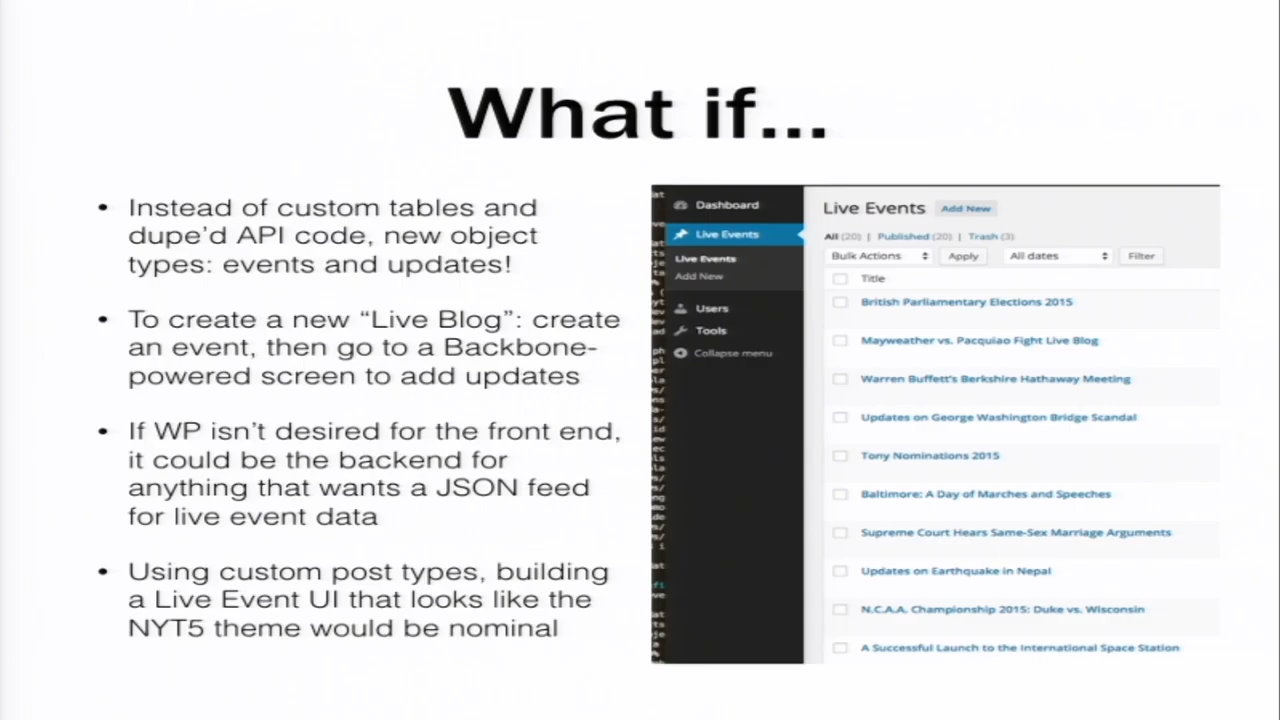 What if...
• Instead of custom tables and
dupe'd API code, new object
types: events and updates!
• To create a new “Live Blog”: create
an event, then go to a Backbone-
powered screen to add updates
• If WP isn't desired for the front end,
it could be the backend for
anything that wants a JSON feed
for live event data
• Using custom post types, building
a Live Event UI that looks like the
NYT5 theme would be nominal
Dashboard
Live Events
Live Events
Add New
Users
Tools
Collapse menu
Live Events Add New
All (20) | Published (20) | Trash (3)
Bulk Actions Apply All dates Filter
Title
British Parliamentary Elections 2015
Mayweather vs. Pacquiao Fight Live Blog
Warren Buffett's Berkshire Hathaway Meeting
Updates on George Washington Bridge Scandal
Tony Nominations 2015
Baltimore: A Day of Marches and Speeches
Supreme Court Hears Same-Sex Marriage Arguments
Updates on Earthquake in Nepal
N.C.A.A. Championship 2015: Duke vs. Wisconsin
A Successful Launch to the International Space Station